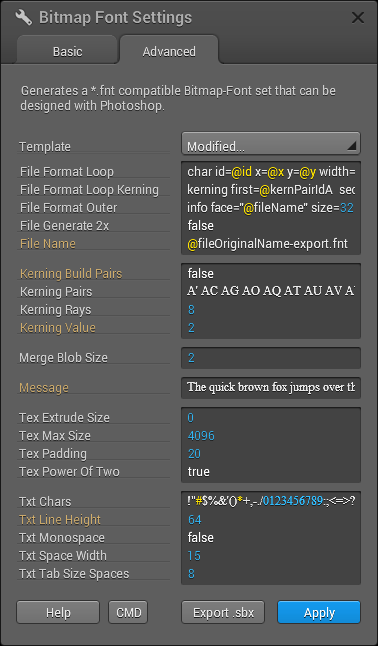 Bitmap Font Settings
Basic
Advanced
Generates a *.fnt compatible Bitmap-Font set that can be
designed with Photoshop.
Template Modified...
File Format Loop char id=@id x=@x y=@y width=
File Format Loop Kerning kerning first=@kernPairIdA sec
File Format Outer info face="@fileName" size=32
File Generate 2x false
File Name @fileOriginalName-export.fnt
Kerning Build Pairs false
Kerning Pairs A' AC AG AO AQ AT AU AV A
Kerning Rays 8
Kerning Value 2
Merge Blob Size 2
Message The quick brown fox jumps over th
Tex Extrude Size 0
Tex Max Size 4096
Tex Padding 20
Tex Power Of Two true
Txt Chars !"#$%&'()*+,-./0123456789:;<=>?
Txt Line Height 64
Txt Monospace false
Txt Space Width 15
Txt Tab Size Spaces 8
Help CMD Export .sbx Apply